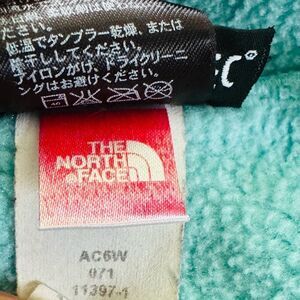 ださい。
低温でタンブラー乾燥、または
陰干ししてください。
アイロンがけ、ドライクリーニ
ングはお避けください。
THE
NORTH
FACE
AC6W
071
11397-1